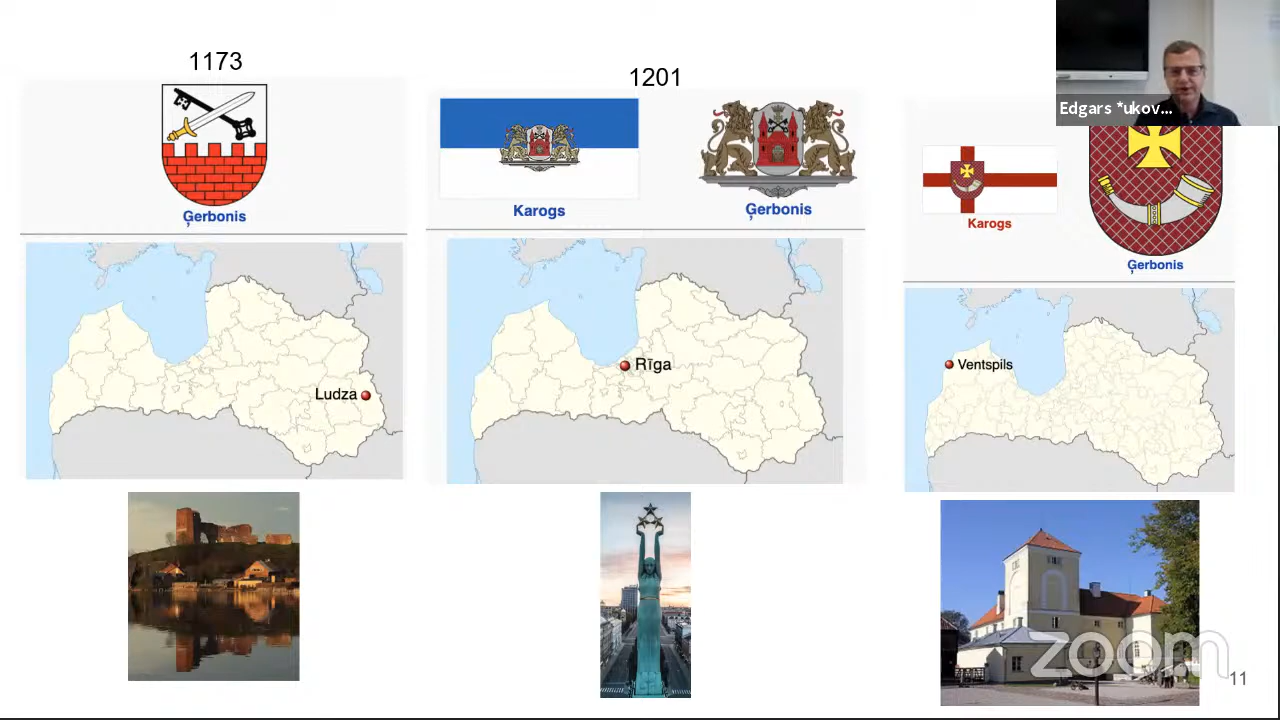 1173
1201
Edgars *ukov...
Ģerbonis
Karogs
Ģerbonis
Karogs
Ģerbonis
Ludza
Rīga
Ventspils
zoom
11